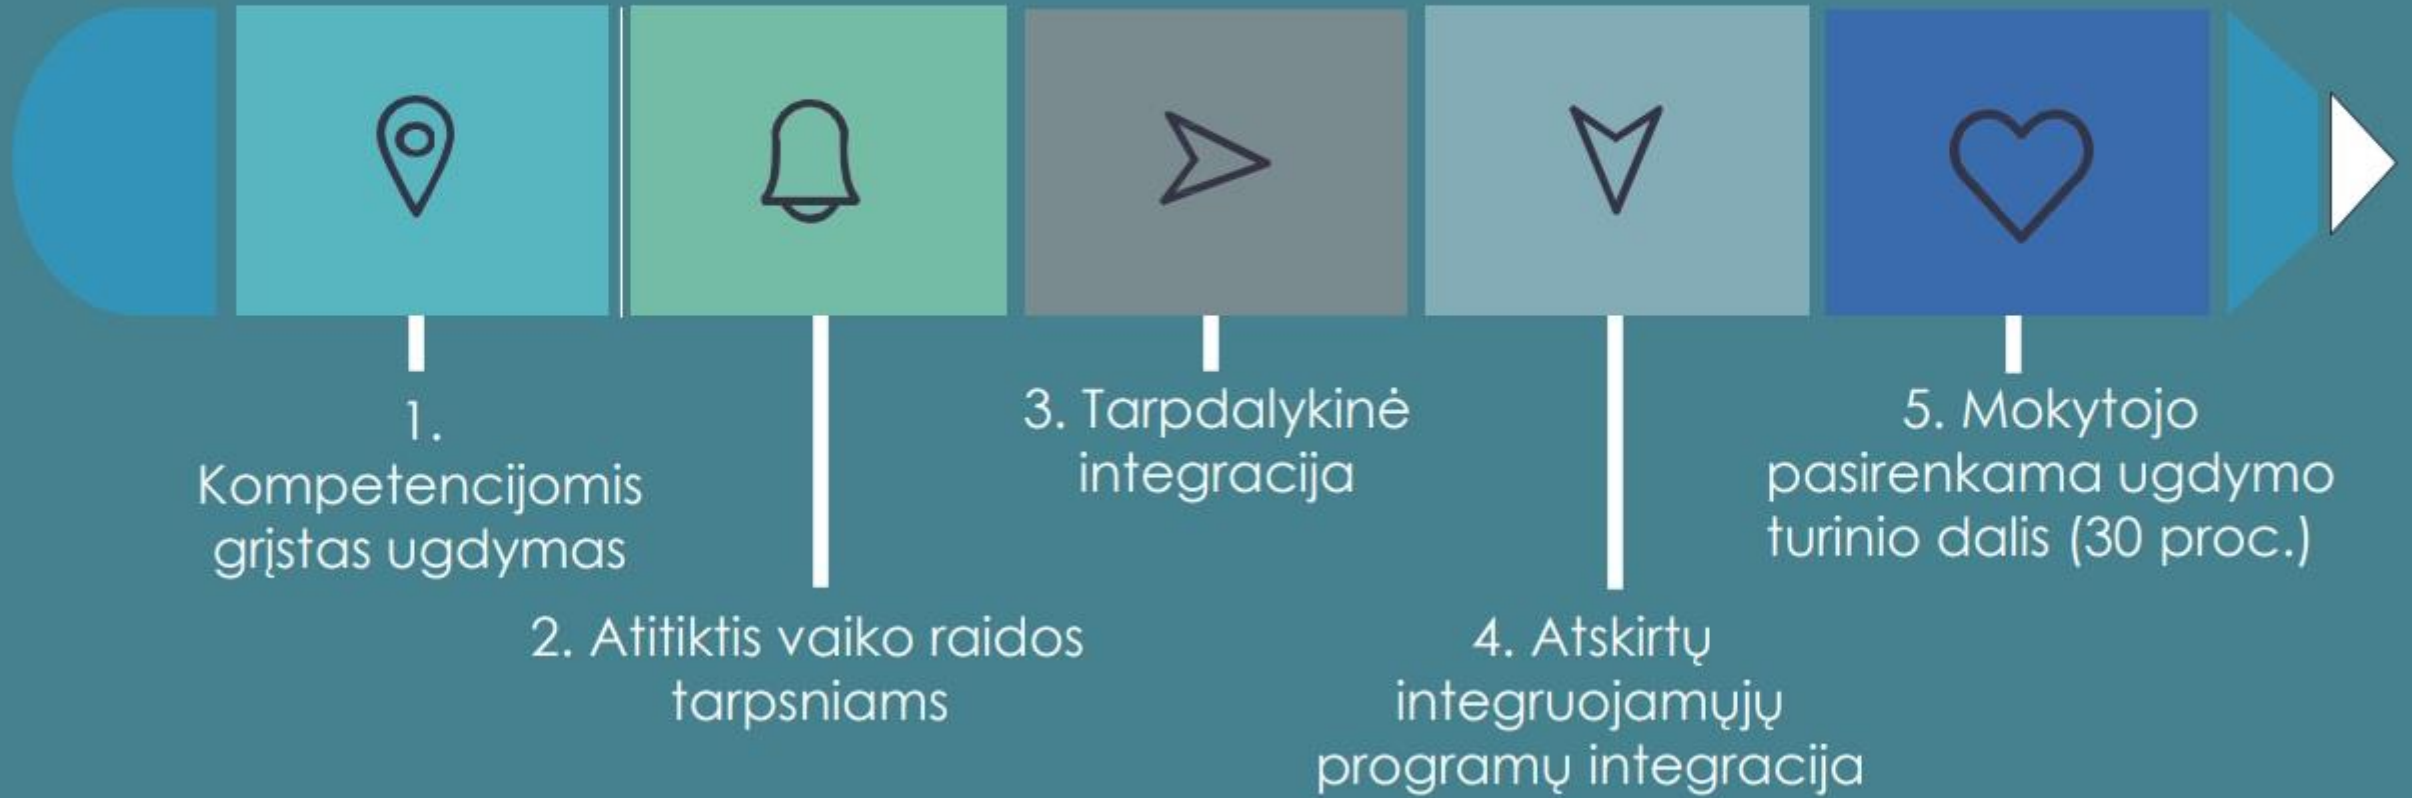 1.
Kompetencijomis
grįstas ugdymas
2. Atitiktis vaiko raidos
tarpsniams
3. Tarpdalykinė
integracija
4. Atskirtų
integruojamųjų
programų integracija
5. Mokytojo
pasirenkama ugdymo
turinio dalis (30 proc.)